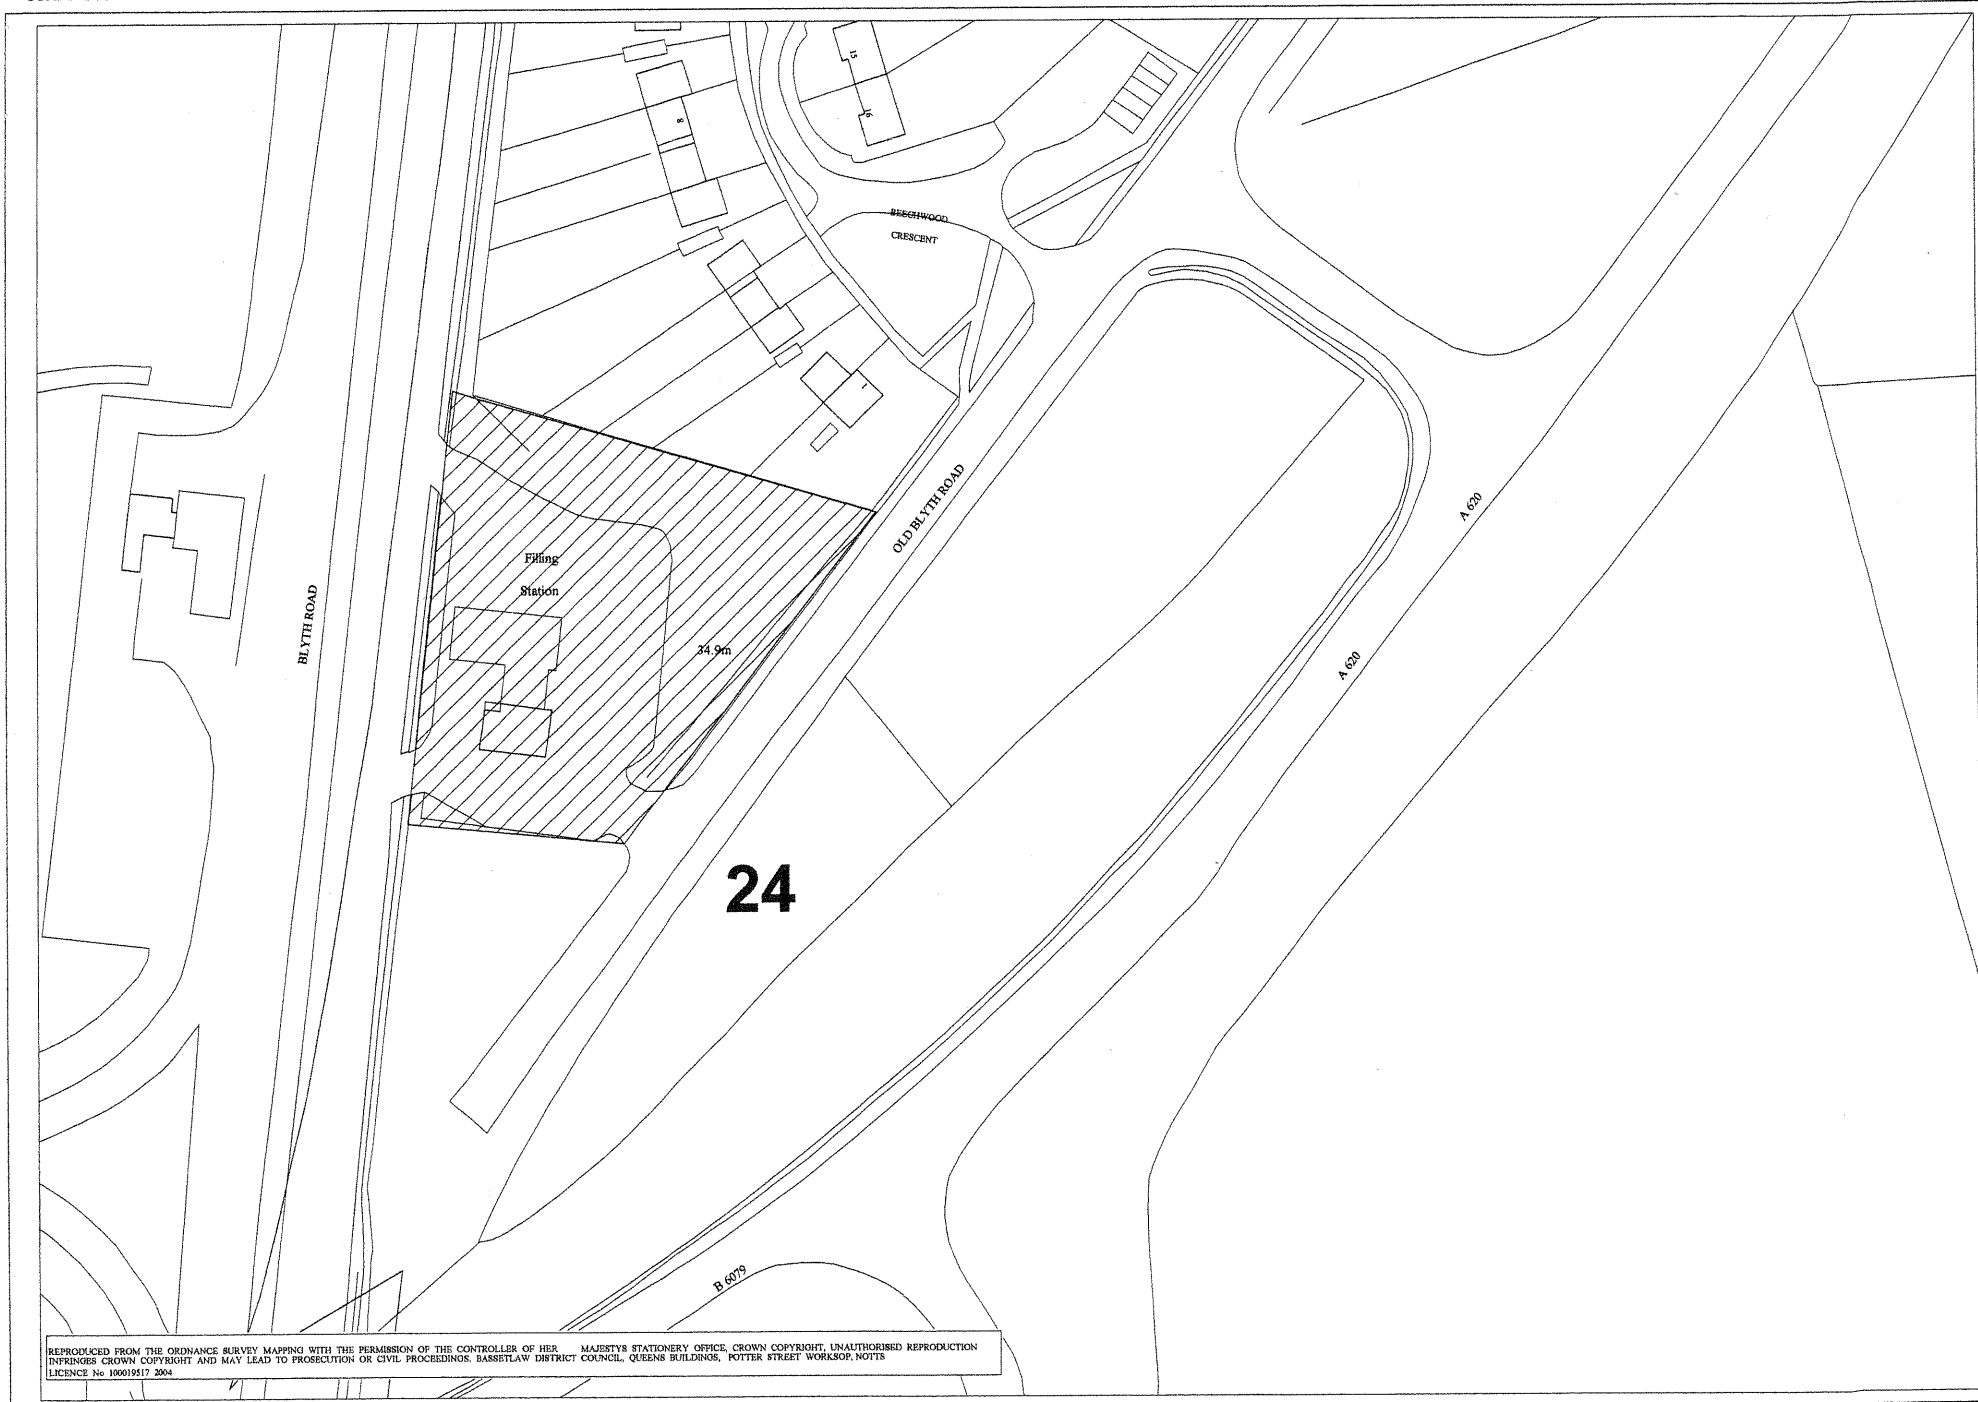 15
16
8
BEECHWOOD
CRESCENT
1
OLD BLYTH ROAD
A 620
Filling
Station
BLYTH ROAD
34.9m
A 620
24
B 6079
REPRODUCED FROM THE ORDNANCE SURVEY MAPPING WITH THE PERMISSION OF THE CONTROLLER OF HER MAJESTYS STATIONERY OFFICE, CROWN COPYRIGHT, UNAUTHORISED REPRODUCTION
INFRINGES CROWN COPYRIGHT AND MAY LEAD TO PROSECUTION OR CIVIL PROCEEDINGS. BASSETLAW DISTRICT COUNCIL, QUEENS BUILDINGS, POTTER STREET WORKSOP, NOTTS
LICENCE No 100019517 2004